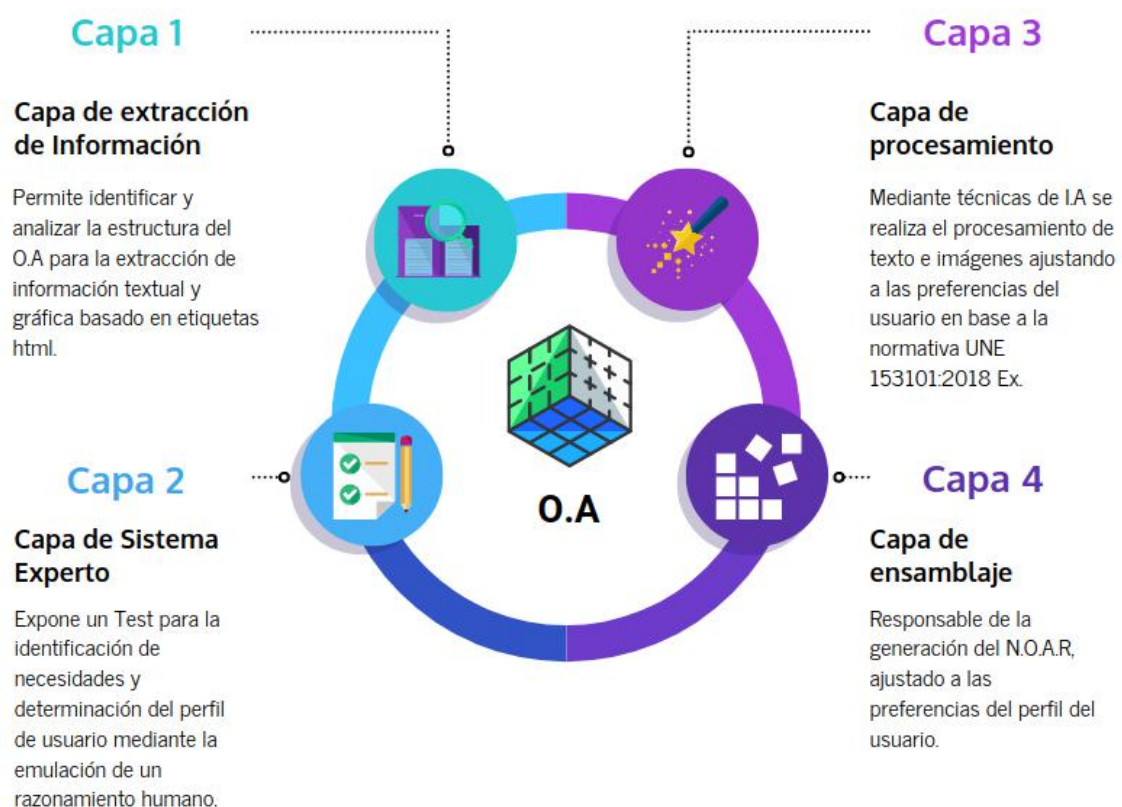 Capa 1
Capa de extracción
de Información
Permite identificar y
analizar la estructura del
O.A para la extracción de
información textual y
gráfica basado en etiquetas
html.
Capa 2
Capa de Sistema
Experto
Expone un Test para la
identificación de
necesidades y
determinación del perfil
de usuario mediante la
emulación de un
razonamiento humano.
O.A
Capa 3
Capa de
procesamiento
Mediante técnicas de I.A se
realiza el procesamiento de
texto e imágenes ajustando
a las preferencias del
usuario en base a la
normativa UNE
153101:2018 Ex.
Capa 4
Capa de
ensamblaje
Responsable de la
generación del N.O.A.R,
ajustado a las
preferencias del perfil del
usuario.